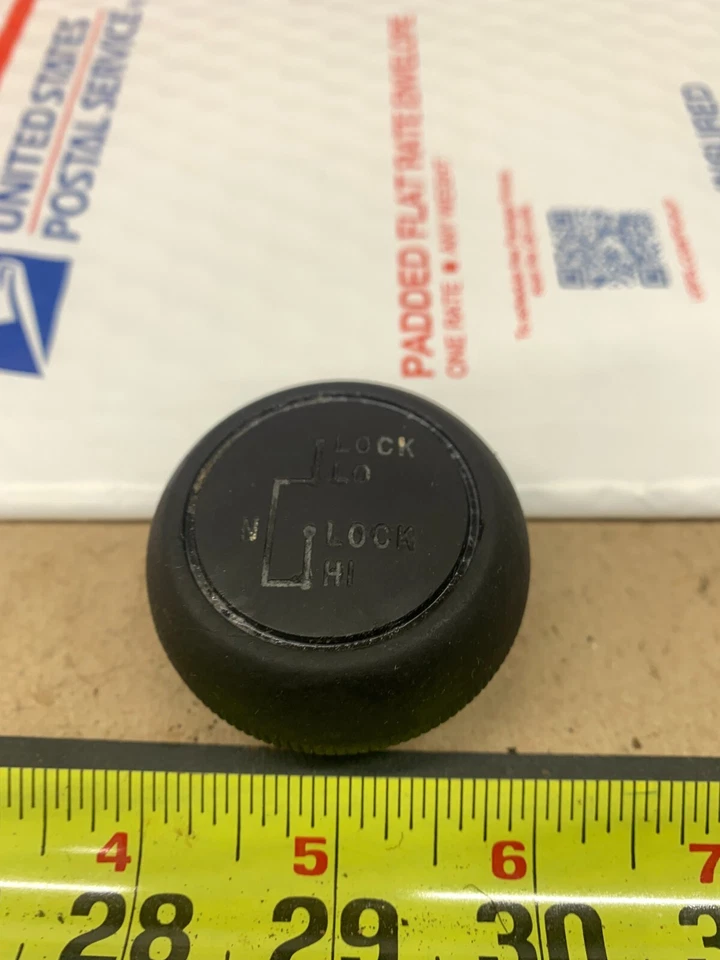 UNITED STATES
POSTAL SERVICE
PADDED FLAT RATE ENVELOPE
ONE RATE ● ANY WEIGHT
LOCK
LO
N LOCK
HI
4 5 6 7
28 29 30